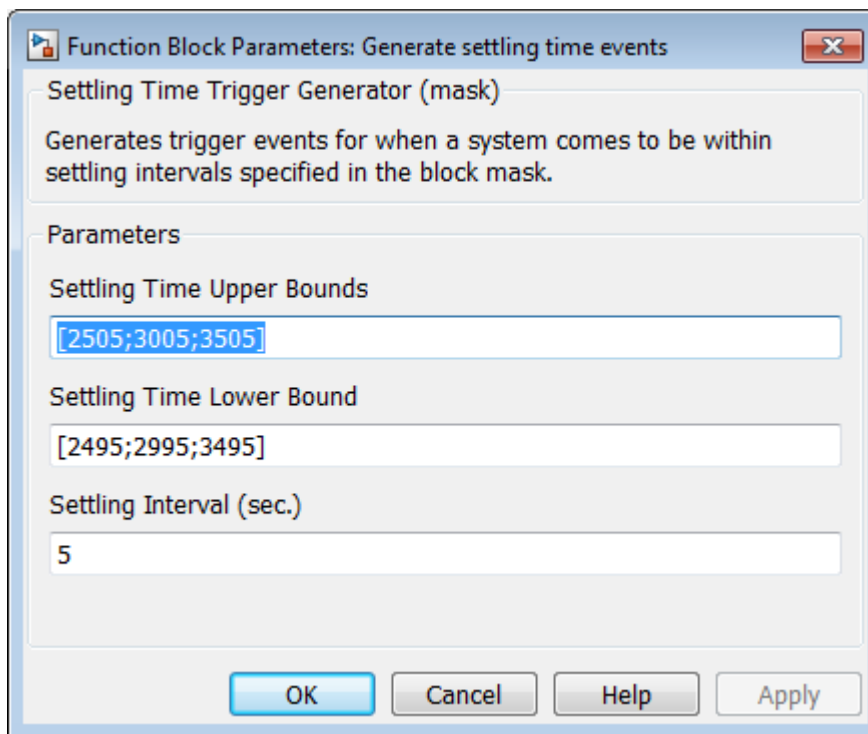 Function Block Parameters: Generate settling time events
Settling Time Trigger Generator (mask)
Generates trigger events for when a system comes to be within
settling intervals specified in the block mask.
Parameters
Settling Time Upper Bounds
[2505;3005;3505]
Settling Time Lower Bound
[2495;2995;3495]
Settling Interval (sec.)
5
OK Cancel Help Apply